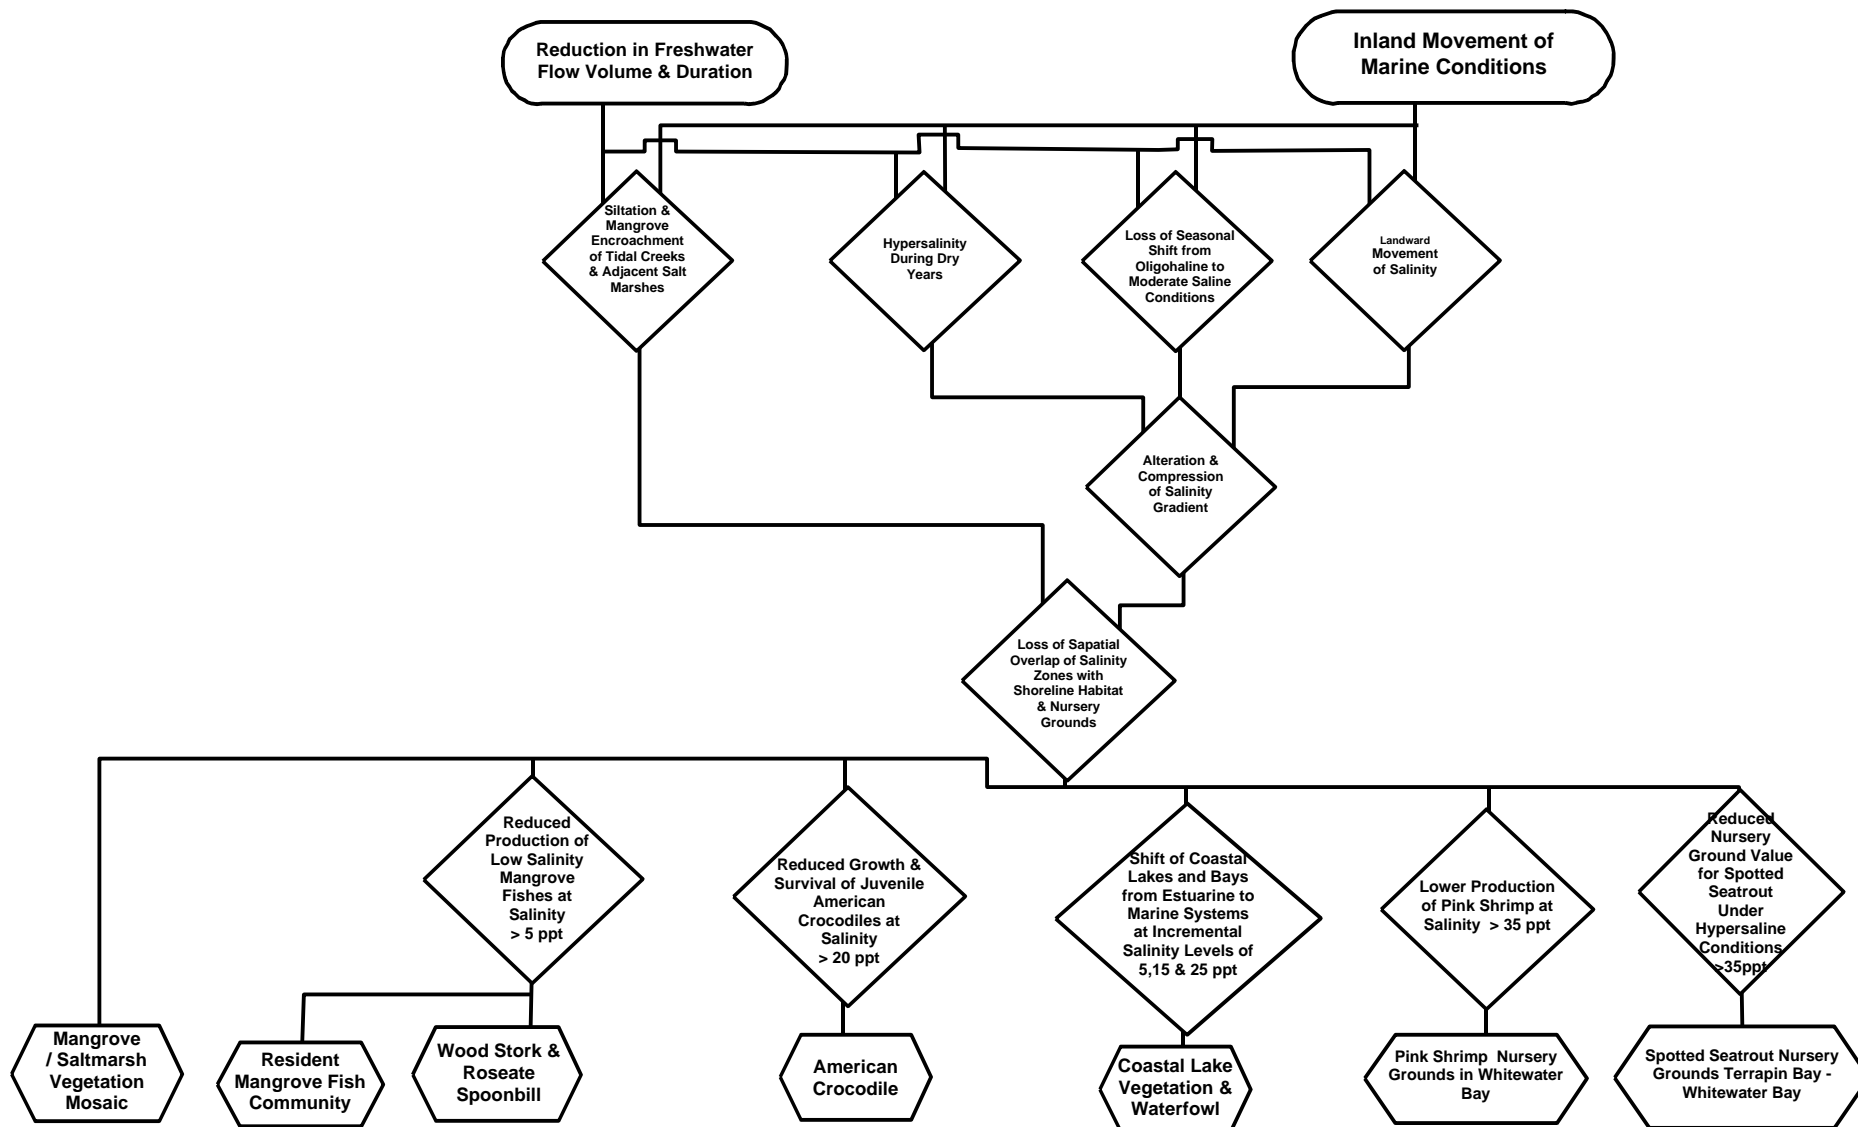 Reduction in Freshwater
Flow Volume & Duration
Inland Movement of
Marine Conditions
Siltation &
Mangrove
Encroachment
of Tidal Creeks
& Adjacent Salt
Marshes
Hypersalinity
During Dry
Years
Loss of Seasonal
Shift from
Oligohaline to
Moderate Saline
Conditions
Landward
Movement
of Salinity
Alteration &
Compression
of Salinity
Gradient
Loss of Sapatial
Overlap of Salinity
Zones with
Shoreline Habitat
& Nursery
Grounds
Reduced
Production of
Low Salinity
Mangrove
Fishes at
Salinity
> 5 ppt
Reduced Growth &
Survival of Juvenile
American
Crocodiles at
Salinity
> 20 ppt
Shift of Coastal
Lakes and Bays
from Estuarine to
Marine Systems
at Incremental
Salinity Levels of
5,15 & 25 ppt
Lower Production
of Pink Shrimp at
Salinity > 35 ppt
Reduced
Nursery
Ground Value
for Spotted
Seatrout
Under
Hypersaline
Conditions
>35ppt
Mangrove
/ Saltmarsh
Vegetation
Mosaic
Resident
Mangrove Fish
Community
Wood Stork &
Roseate
Spoonbill
American
Crocodile
Coastal Lake
Vegetation &
Waterfowl
Pink Shrimp Nursery
Grounds in Whitewater
Bay
Spotted Seatrout Nursery
Grounds Terrapin Bay -
Whitewater Bay